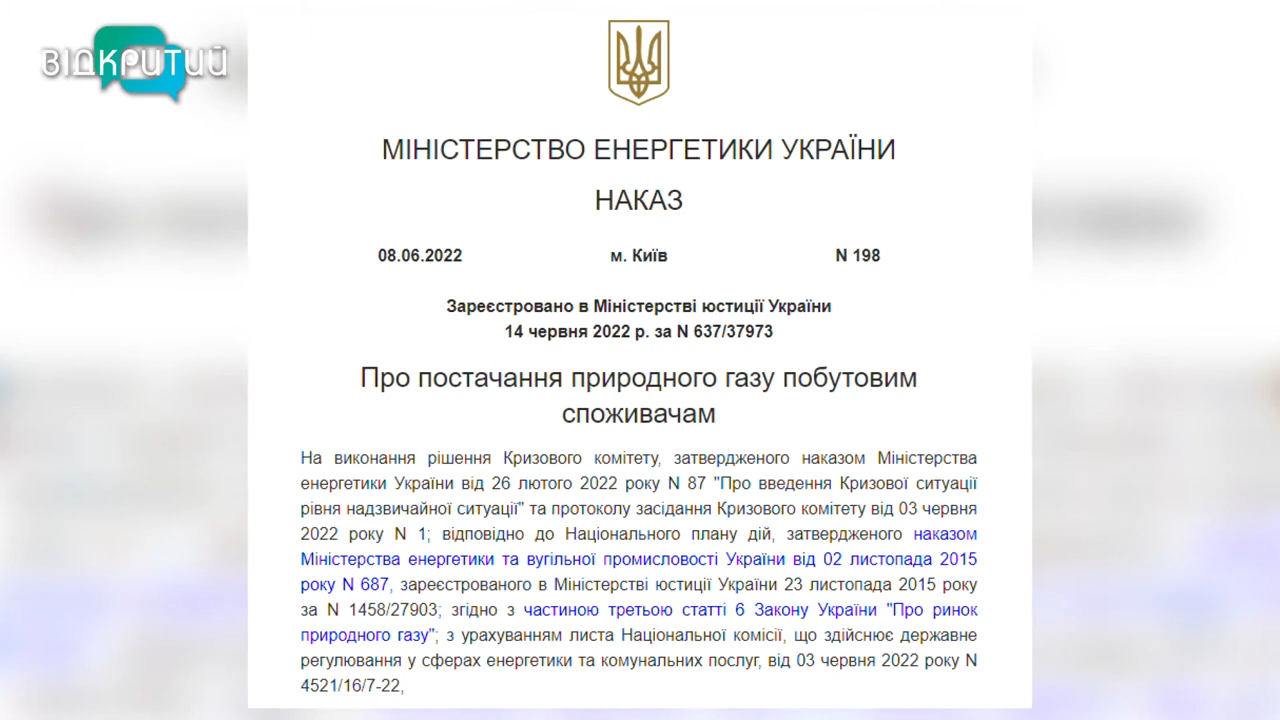 ВІДКРИТИЙ
МІНІСТЕРСТВО ЕНЕРГЕТИКИ УКРАЇНИ
НАКАЗ
08.06.2022 м. Київ N 198
Зареєстровано в Міністерстві юстиції України
14 червня 2022 р. за N 637/37973
Про постачання природного газу побутовим
споживачам
На виконання рішення Кризового комітету, затвердженого наказом Міністерства
енергетики України від 26 лютого 2022 року N 87 "Про введення Кризової ситуації
рівня надзвичайної ситуації" та протоколу засідання Кризового комітету від 03 червня
2022 року N 1; відповідно до Національного плану дій, затвердженого наказом
Міністерства енергетики та вугільної промисловості України від 02 листопада 2015
року N 687, зареєстрованого в Міністерстві юстиції України 23 листопада 2015 року
за N 1458/27903; згідно з частиною третьою статті 6 Закону України "Про ринок
природного газу"; з урахуванням листа Національної комісії, що здійснює державне
регулювання у сферах енергетики та комунальних послуг, від 03 червня 2022 року N
4521/16/7-22,